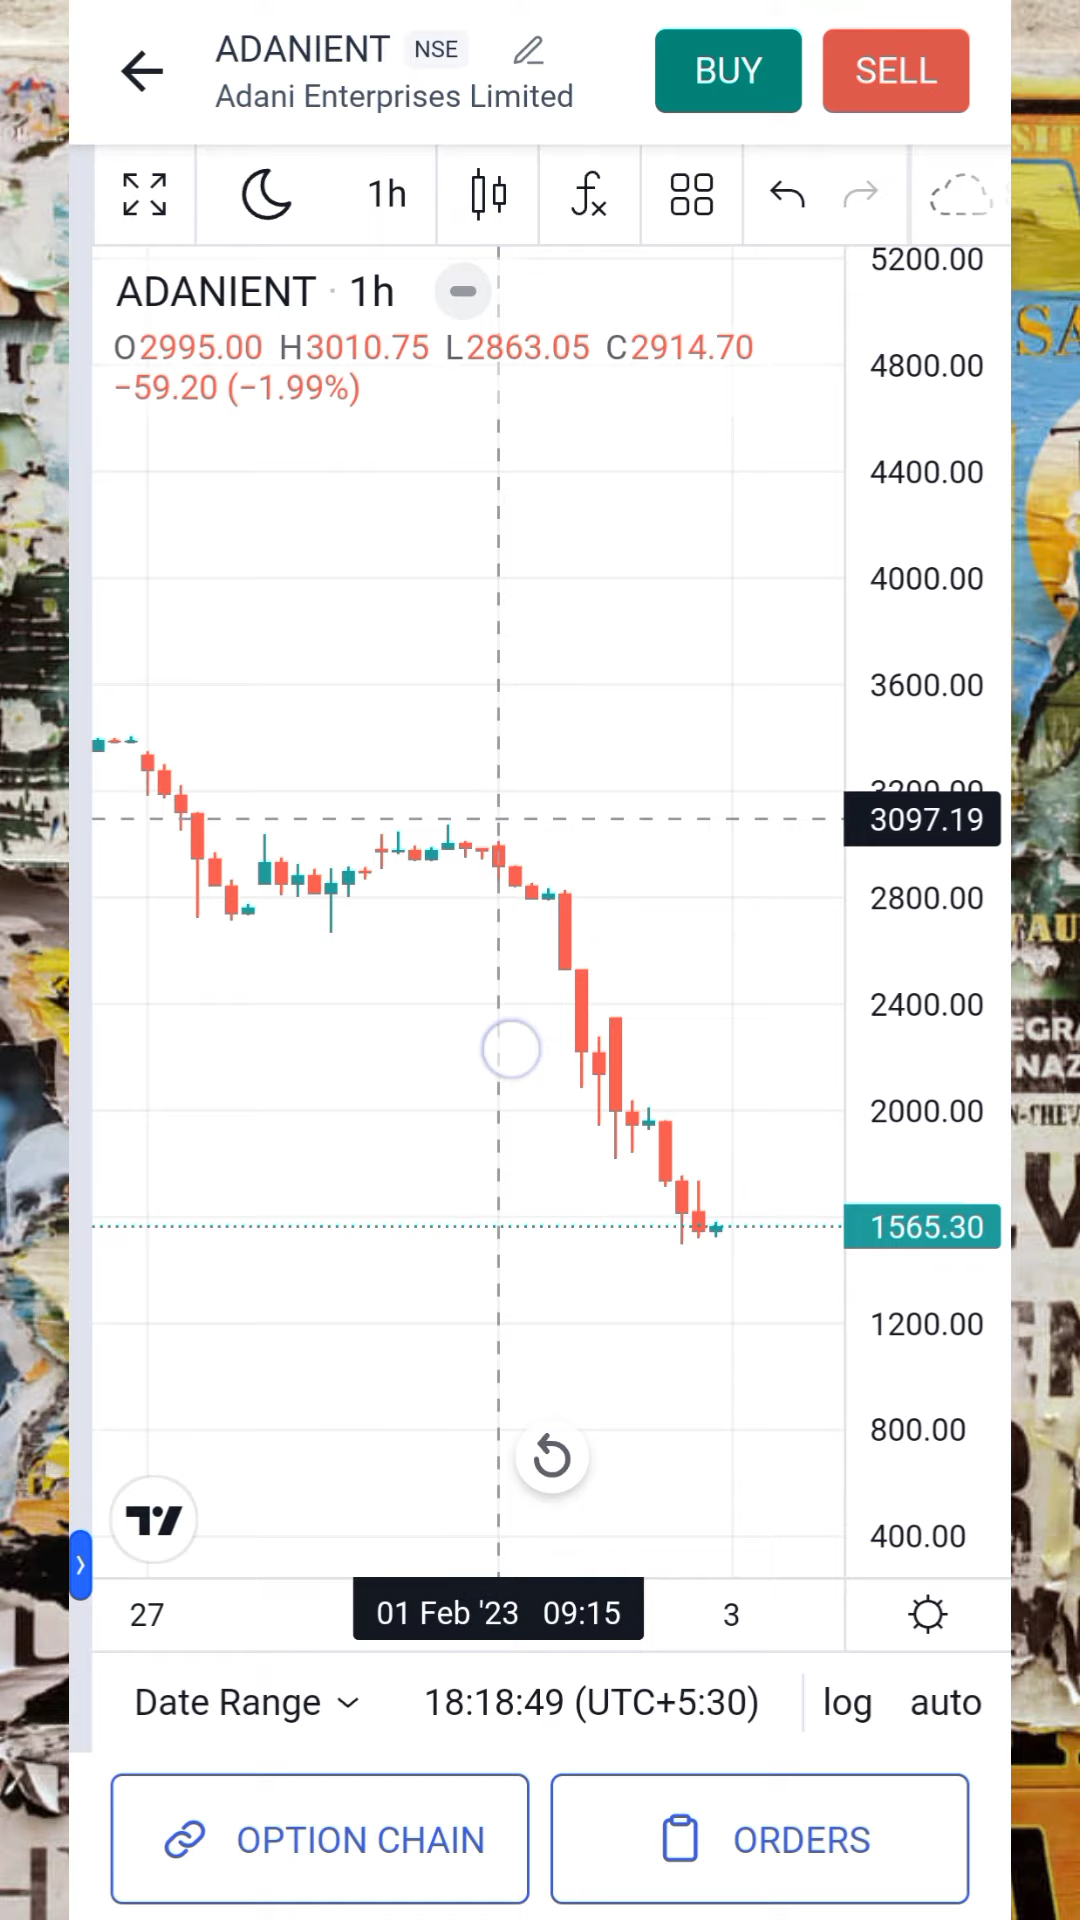 ADANIENT NSE
Adani Enterprises Limited
BUY
SELL
1h
ADANIENT · 1h
O2995.00 H3010.75 L2863.05 C2914.70
−59.20 (−1.99%)
5200.00
4800.00
4400.00
4000.00
3600.00
3200.00
3097.19
2800.00
2400.00
2000.00
1565.30
1200.00
800.00
400.00
27
01 Feb '23 09:15
3
Date Range
18:18:49 (UTC+5:30)
log
auto
OPTION CHAIN
ORDERS